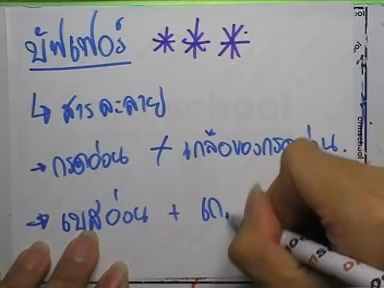 บัฟเฟอร์ ***
↳ สารละลาย
→ กรดอ่อน + เกลือของกรดอ่อน.
→ เบสอ่อน + เก